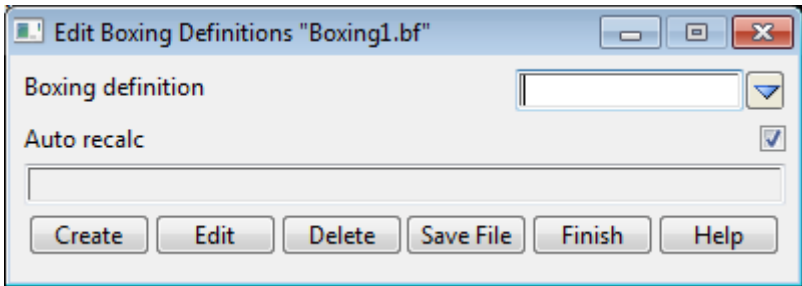 Edit Boxing Definitions "Boxing1.bf"
Boxing definition
Auto recalc
Create Edit Delete Save File Finish Help